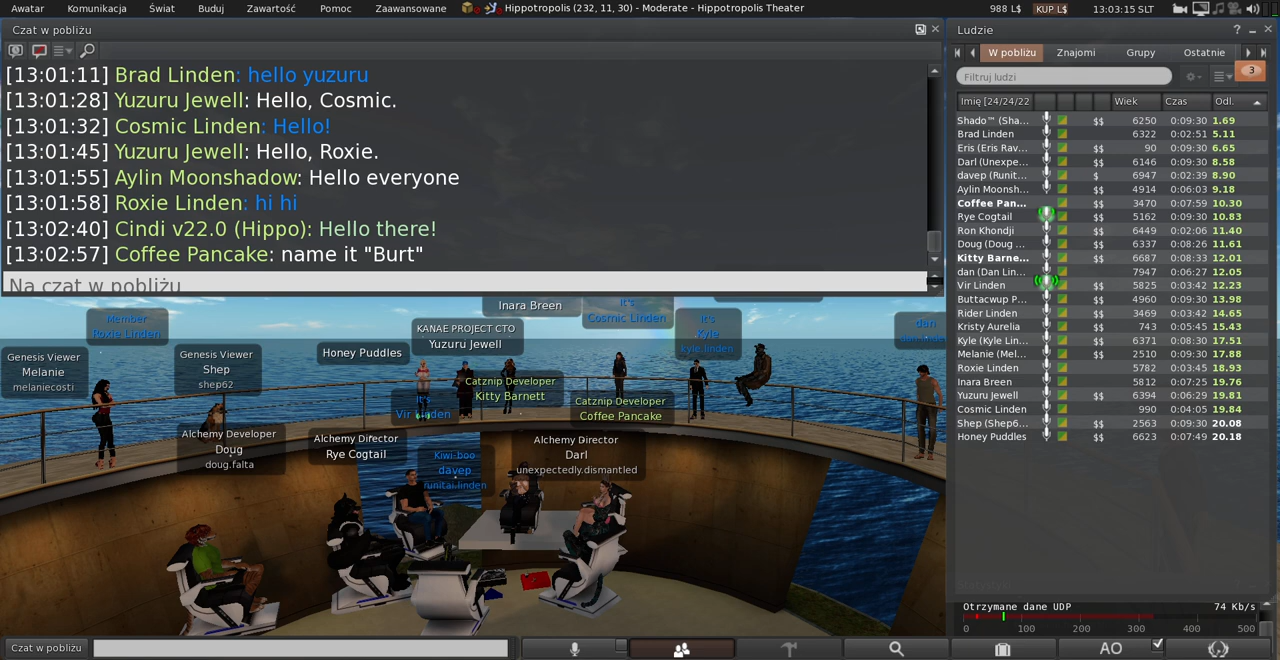 Awatar Komunikacja Świat Buduj Zawartość Pomoc Zaawansowane Hippotropolis (232, 11, 30) - Moderate - Hippotropolis Theater 988 L$ KUP L$ 13:03:15 SLT
Czat w pobliżu
[13:01:11] Brad Linden: hello yuzuru
[13:01:28] Yuzuru Jewell: Hello, Cosmic.
[13:01:32] Cosmic Linden: Hello!
[13:01:45] Yuzuru Jewell: Hello, Roxie.
[13:01:55] Aylin Moonshadow: Hello everyone
[13:01:58] Roxie Linden: hi hi
[13:02:40] Cindi v22.0 (Hippo): Hello there!
[13:02:57] Coffee Pancake: name it "Burt"
Na czat w pobliżu
Ludzie
W pobliżu Znajomi Grupy Ostatnie
Filtruj ludzi
3
Imię [24/24/22 Wiek Czas Odl.
Shado™ (Sha... $$ 6250 0:09:30 1.69
Brad Linden 6322 0:02:51 5.11
Eris (Eris Rav... $$ 90 0:09:30 6.65
Darl (Unexpe... $$ 6146 0:09:30 8.58
davep (Runit... $ 6947 0:02:39 8.90
Aylin Moonsh... $$ 4914 0:06:03 9.18
Coffee Pan... $$ 3470 0:07:59 10.30
Rye Cogtail $$ 5162 0:09:30 10.83
Ron Khondji $$ 6449 0:02:06 11.40
Doug (Doug ... $$ 6337 0:08:26 11.61
Kitty Barne... $$ 6687 0:08:33 12.01
dan (Dan Lin... 7947 0:06:27 12.05
Vir Linden $$ 5825 0:03:42 12.23
Buttacwup P... $$ 4960 0:09:30 13.98
Rider Linden $$ 3469 0:03:42 14.65
Kristy Aurelia $$ 743 0:05:45 15.43
Kyle (Kyle Lin... $$ 6371 0:08:30 17.51
Melanie (Mel... $$ 2510 0:09:30 17.88
Roxie Linden 5782 0:03:45 18.93
Inara Breen 5812 0:07:25 19.76
Yuzuru Jewell $$ 6394 0:06:29 19.81
Cosmic Linden 990 0:04:05 19.84
Shep (Shep6... $$ 2563 0:09:30 20.08
Honey Puddles $$ 6623 0:07:49 20.18
Inara Breen
It's
Cosmic Linden
Member
Roxie Linden
KANAE PROJECT CTO
Yuzuru Jewell
It's
Kyle
kyle.linden
dan
Genesis Viewer
Melanie
melaniecosti
Genesis Viewer
Shep
shep62
Honey Puddles
Catznip Developer
Kitty Barnett
It's
Vir Linden
Catznip Developer
Coffee Pancake
Alchemy Developer
Doug
doug.falta
Alchemy Director
Rye Cogtail
Kiwi-boo
davep
runitai.linden
Alchemy Director
Darl
unexpectedly.dismantled
Otrzymane dane UDP 74 Kb/s
0 100 200 300 400 500
Czat w pobliżu
AO